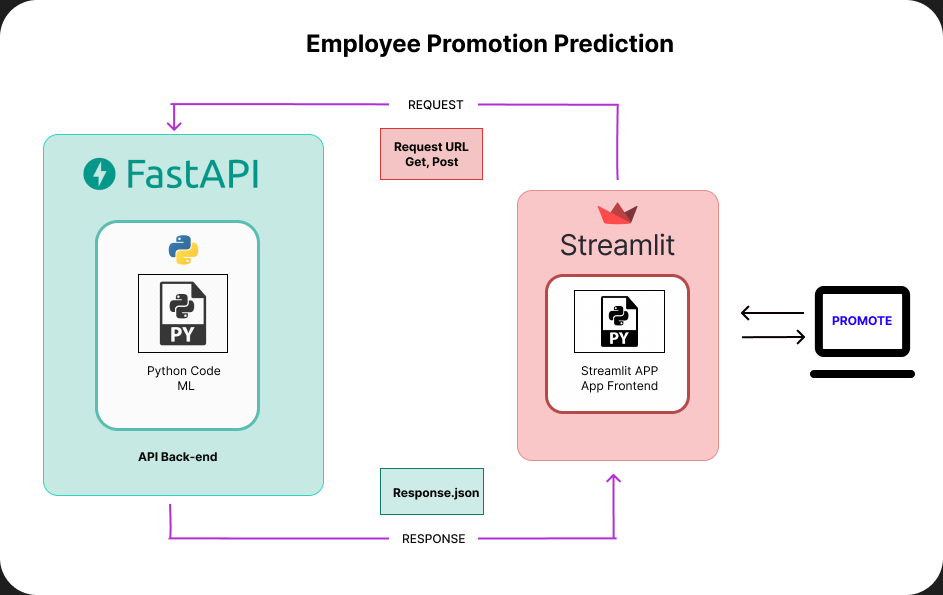 Employee Promotion Prediction
REQUEST
Request URL
Get, Post
FastAPI
PY
Python Code
ML
API Back-end
Streamlit
PY
Streamlit APP
App Frontend
PROMOTE
Response.json
RESPONSE